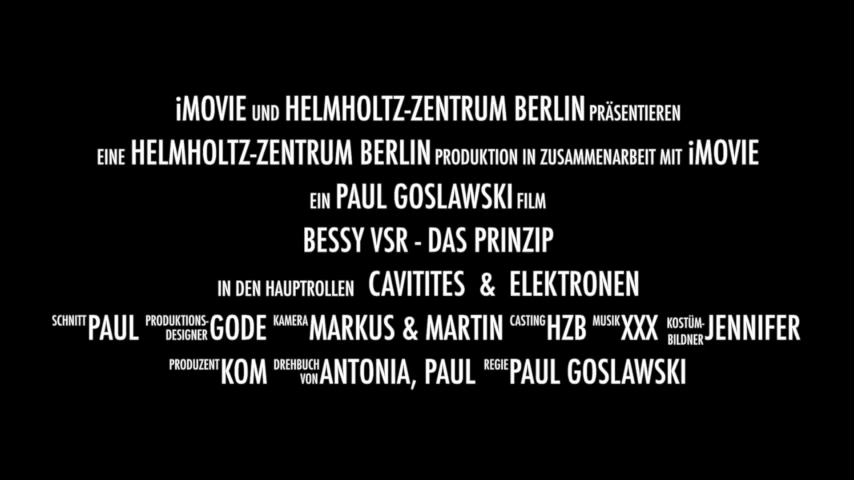 iMOVIE UND HELMHOLTZ-ZENTRUM BERLIN PRÄSENTIEREN
EINE HELMHOLTZ-ZENTRUM BERLIN PRODUKTION IN ZUSAMMENARBEIT MIT iMOVIE
EIN PAUL GOSLAWSKI FILM
BESSY VSR - DAS PRINZIP
IN DEN HAUPTROLLEN CAVITITES & ELEKTRONEN
SCHNITT PAUL PRODUKTIONS-DESIGNER GODE KAMERA MARKUS & MARTIN CASTING HZB MUSIK XXX KOSTÜM-BILDNER JENNIFER
PRODUZENT KOM DREHBUCH VON ANTONIA, PAUL REGIE PAUL GOSLAWSKI